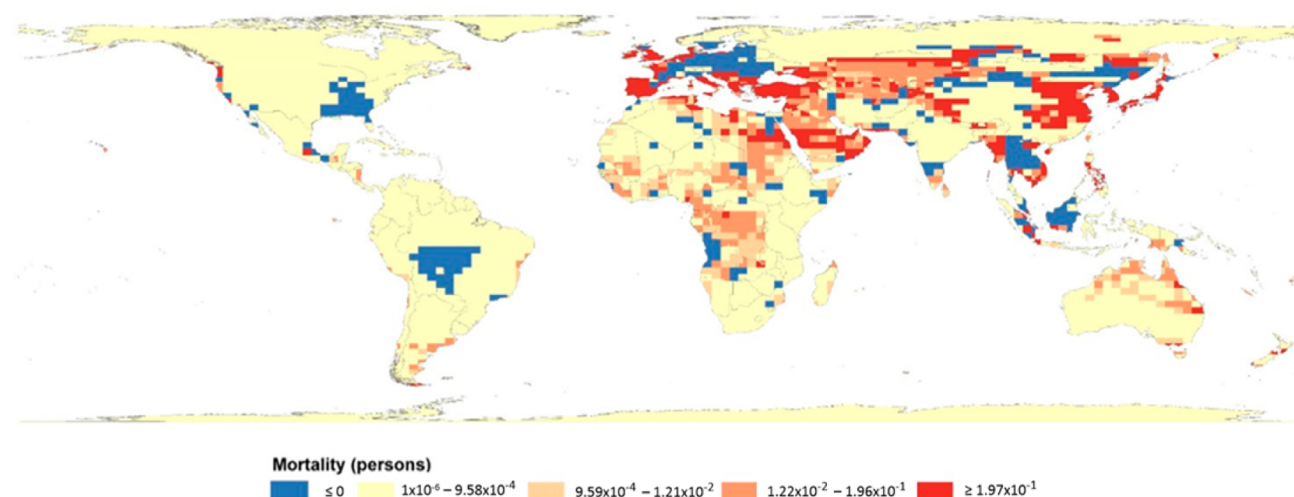 Mortality (persons)
≤ 0 1x10⁻⁶ – 9.58x10⁻⁴ 9.59x10⁻⁴ – 1.21x10⁻² 1.22x10⁻² – 1.96x10⁻¹ ≥ 1.97x10⁻¹